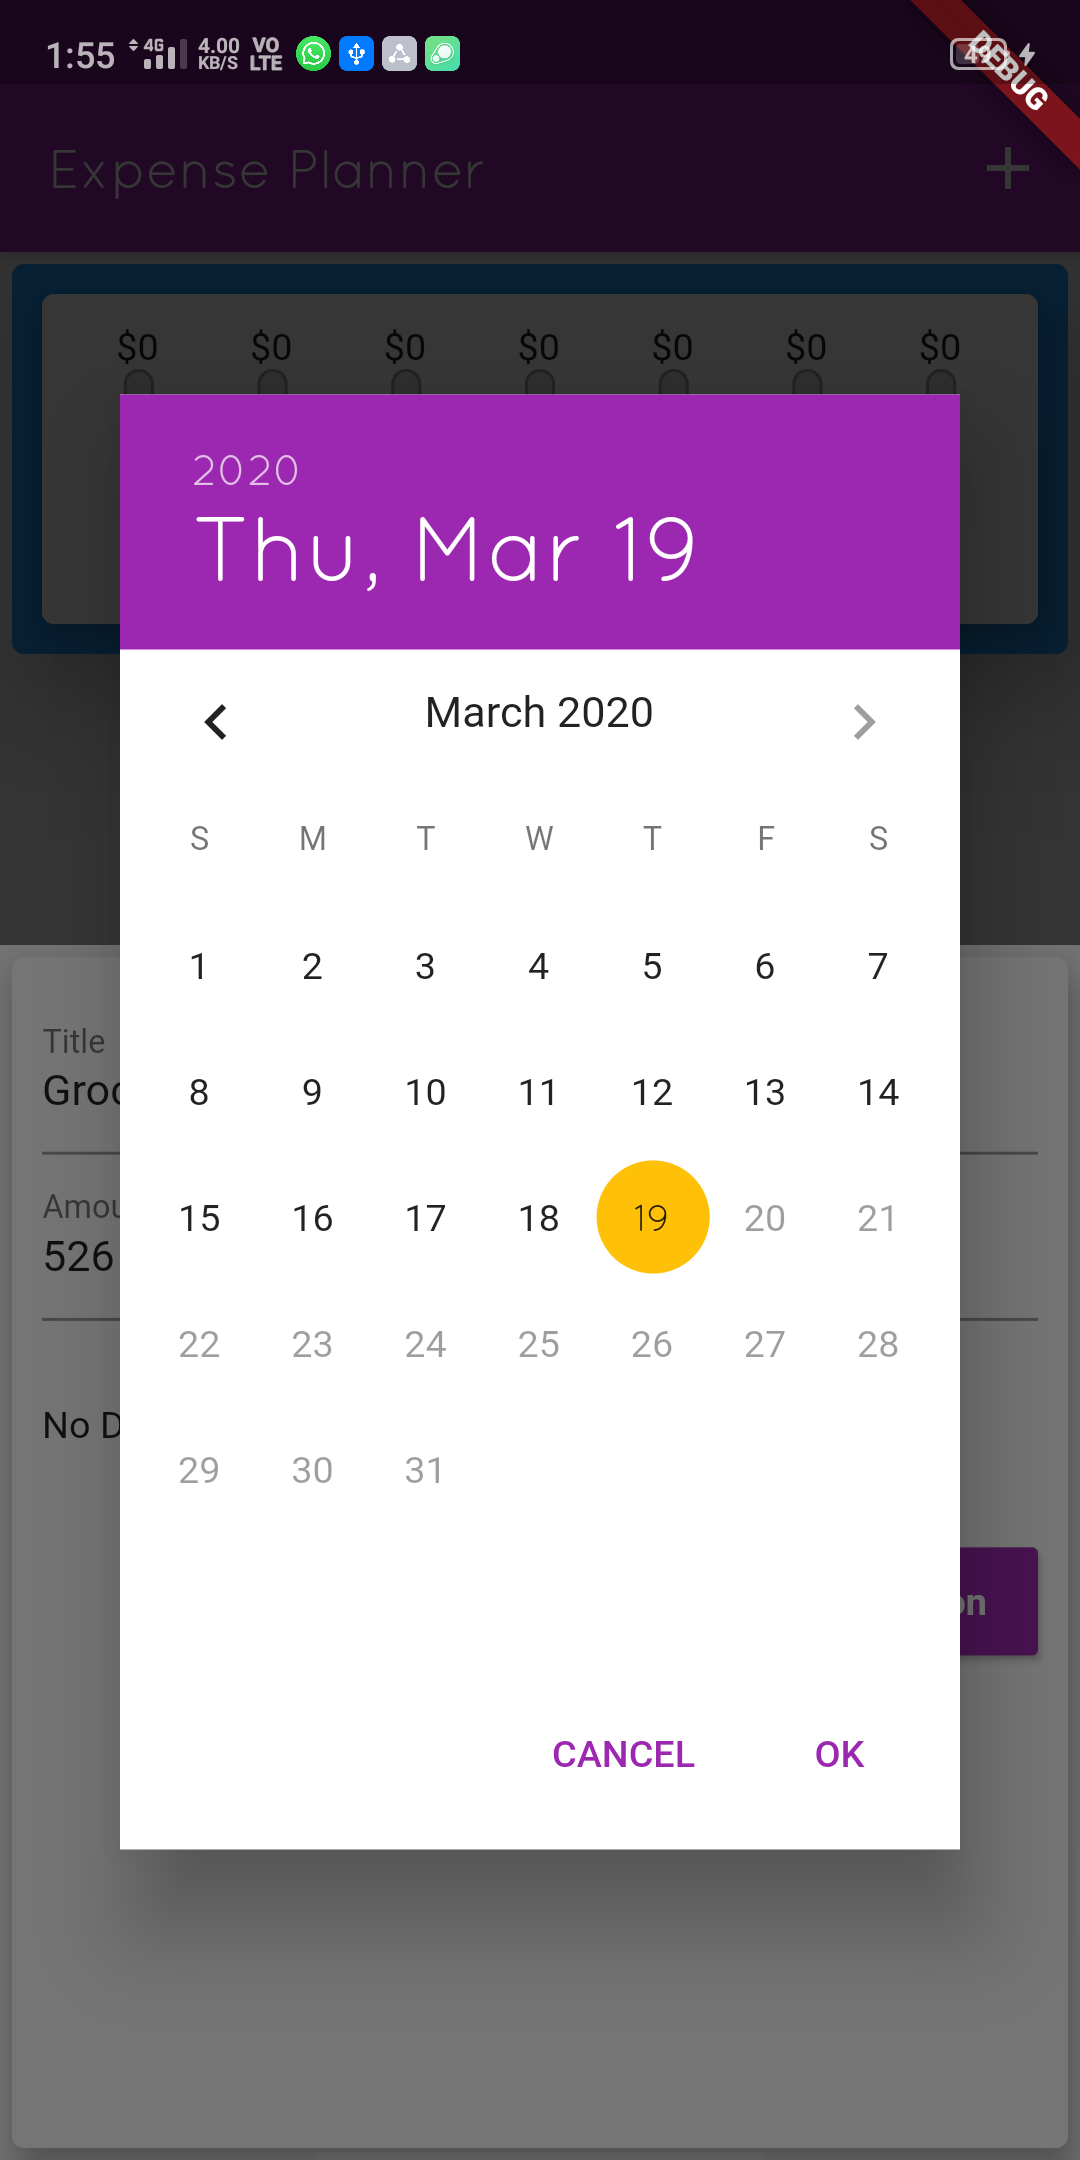 1:55 4G 4.00 KB/S VO LTE
DEBUG
Expense Planner
$0 $0 $0 $0 $0 $0 $0
2020
Thu, Mar 19
March 2020
S M T W T F S
1 2 3 4 5 6 7
8 9 10 11 12 13 14
15 16 17 18 19 20 21
22 23 24 25 26 27 28
29 30 31
Title
Amou
526
No D
on
CANCEL OK